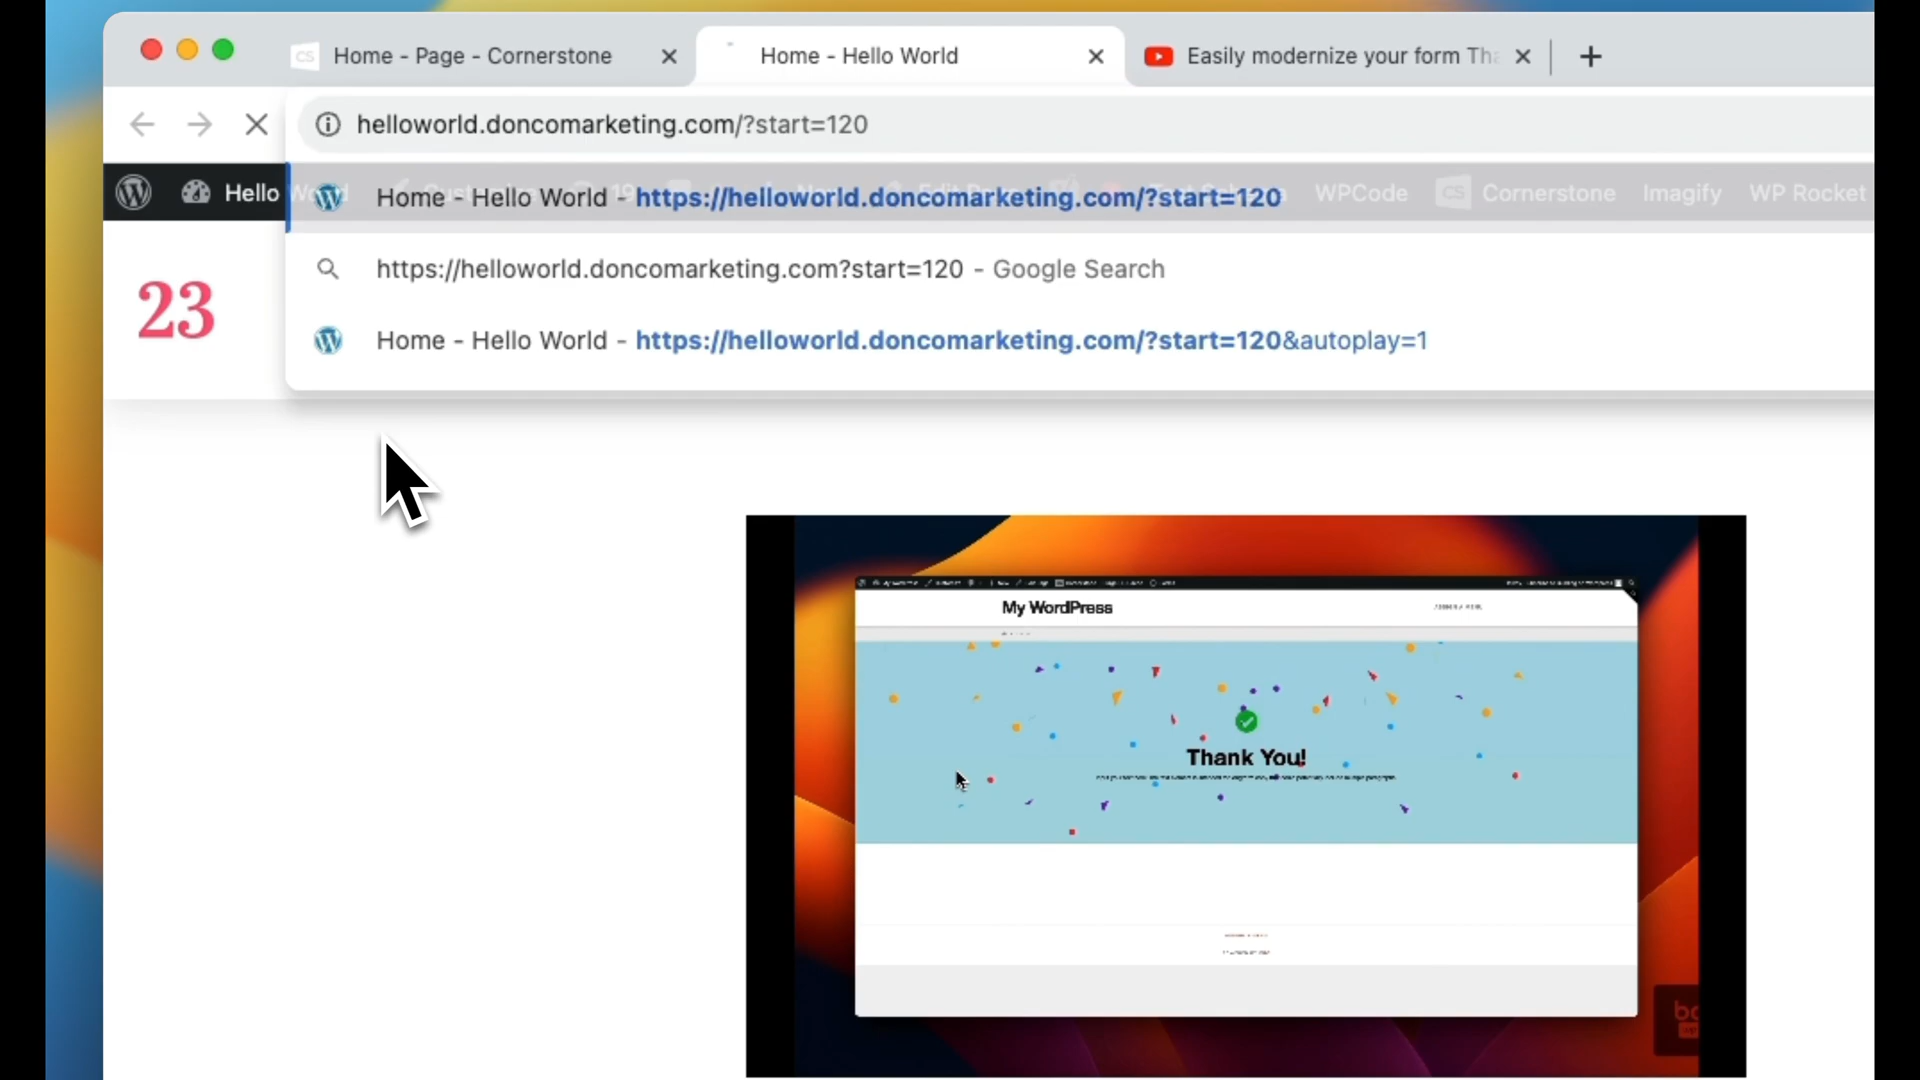 Home - Page - Cornerstone
Home - Hello World
Easily modernize your form Tha
helloworld.doncomarketing.com/?start=120
Hello World
WPCode
Cornerstone
Imagify
WP Rocket
Home - Hello World - https://helloworld.doncomarketing.com/?start=120
https://helloworld.doncomarketing.com?start=120 - Google Search
23
Home - Hello World - https://helloworld.doncomarketing.com/?start=120&autoplay=1
My WordPress
Thank You!